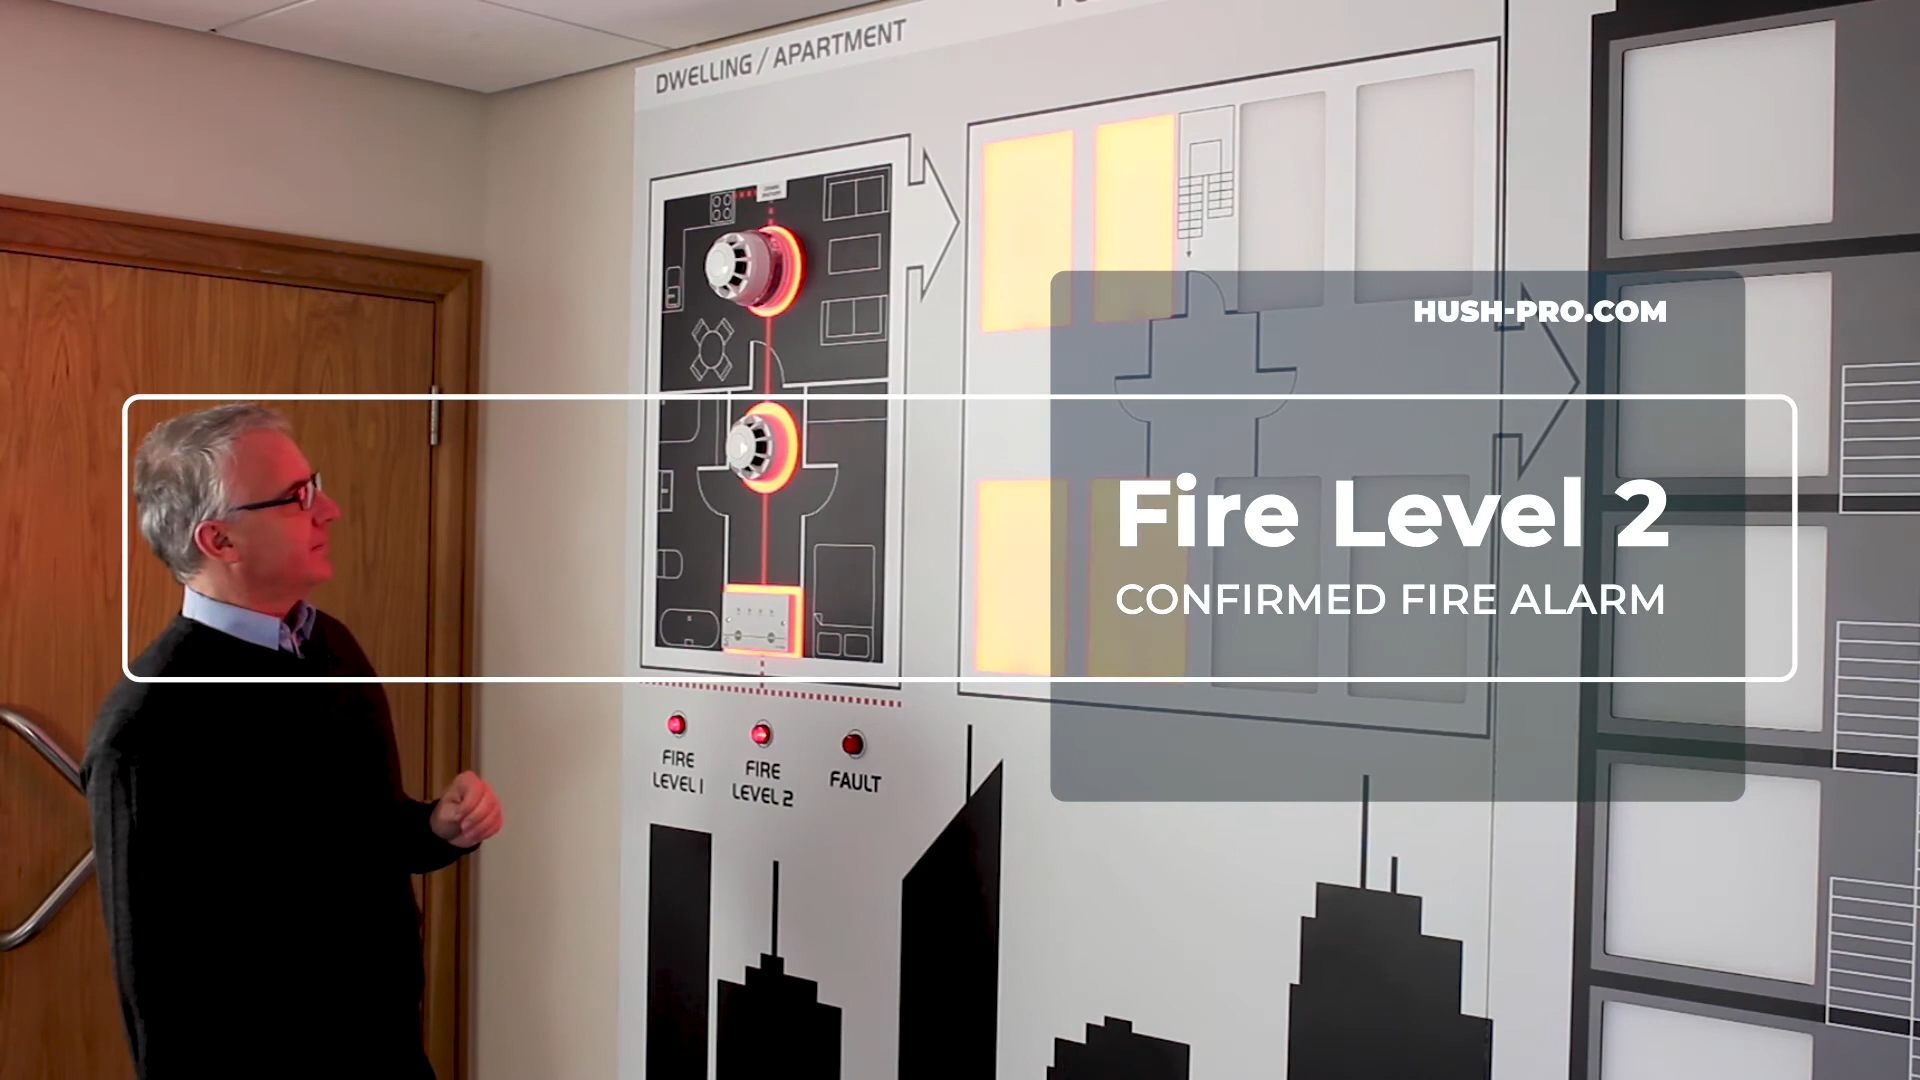 DWELLING / APARTMENT
HUSH-PRO.COM
Fire Level 2
CONFIRMED FIRE ALARM
FIRE
LEVEL 1
FIRE
LEVEL 2
FAULT